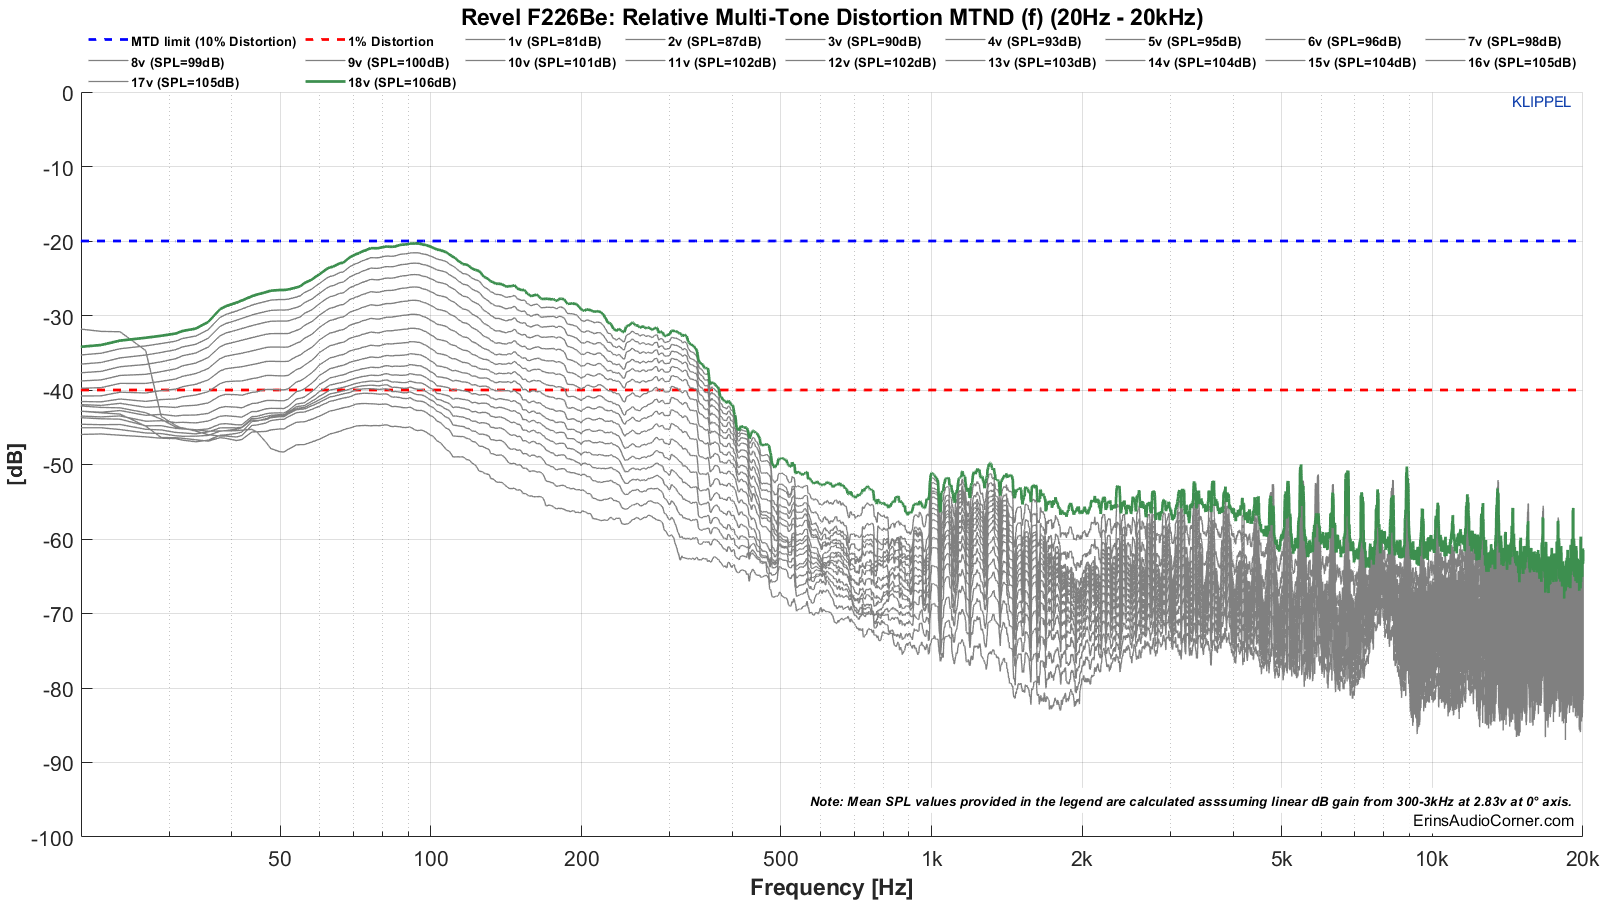 Revel F226Be: Relative Multi-Tone Distortion MTND (f) (20Hz - 20kHz)
MTD limit (10% Distortion) 1% Distortion 1v (SPL=81dB) 2v (SPL=87dB) 3v (SPL=90dB) 4v (SPL=93dB) 5v (SPL=95dB) 6v (SPL=96dB) 7v (SPL=98dB)
8v (SPL=99dB) 9v (SPL=100dB) 10v (SPL=101dB) 11v (SPL=102dB) 12v (SPL=102dB) 13v (SPL=103dB) 14v (SPL=104dB) 15v (SPL=104dB) 16v (SPL=105dB)
17v (SPL=105dB) 18v (SPL=106dB)
KLIPPEL
0
-10
-20
-30
-40
-50
-60
-70
-80
-90
-100
[dB]
Note: Mean SPL values provided in the legend are calculated asssuming linear dB gain from 300-3kHz at 2.83v at 0° axis.
ErinsAudioCorner.com
50 100 200 500 1k 2k 5k 10k 20k
Frequency [Hz]